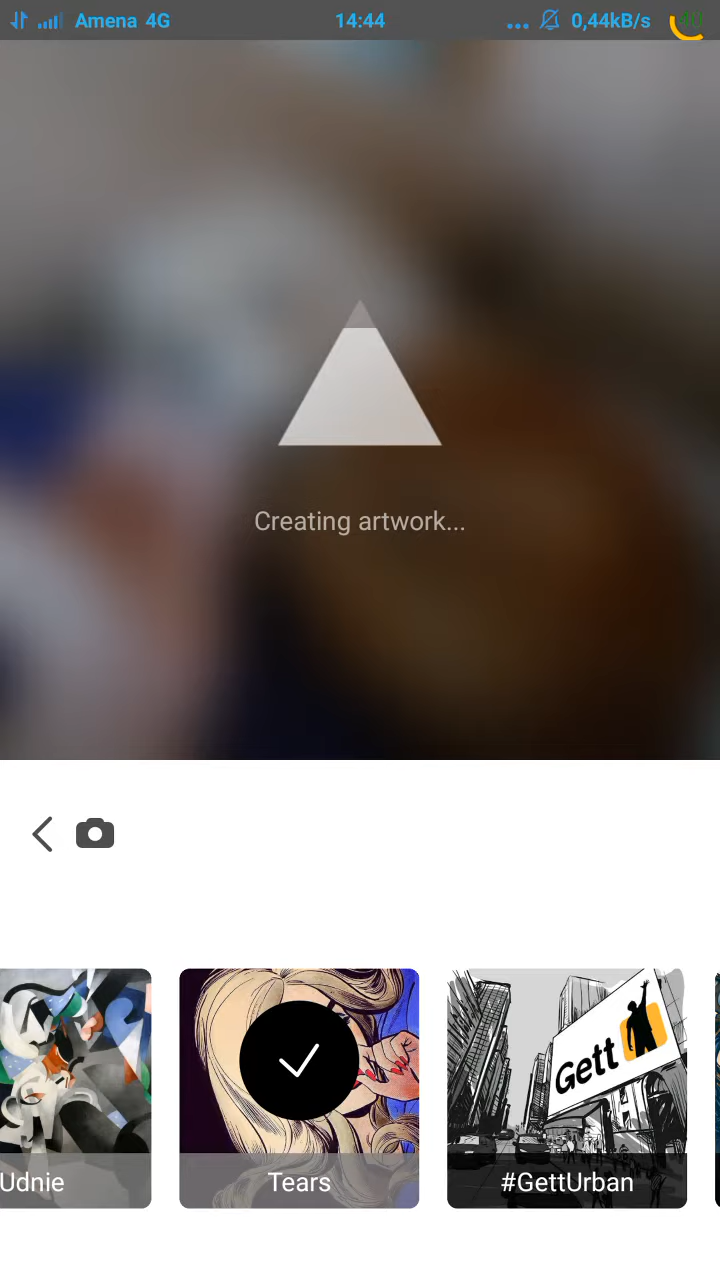 Amena 4G 14:44 ... 0,44kB/s
Creating artwork...
Gett
Udnie Tears #GettUrban